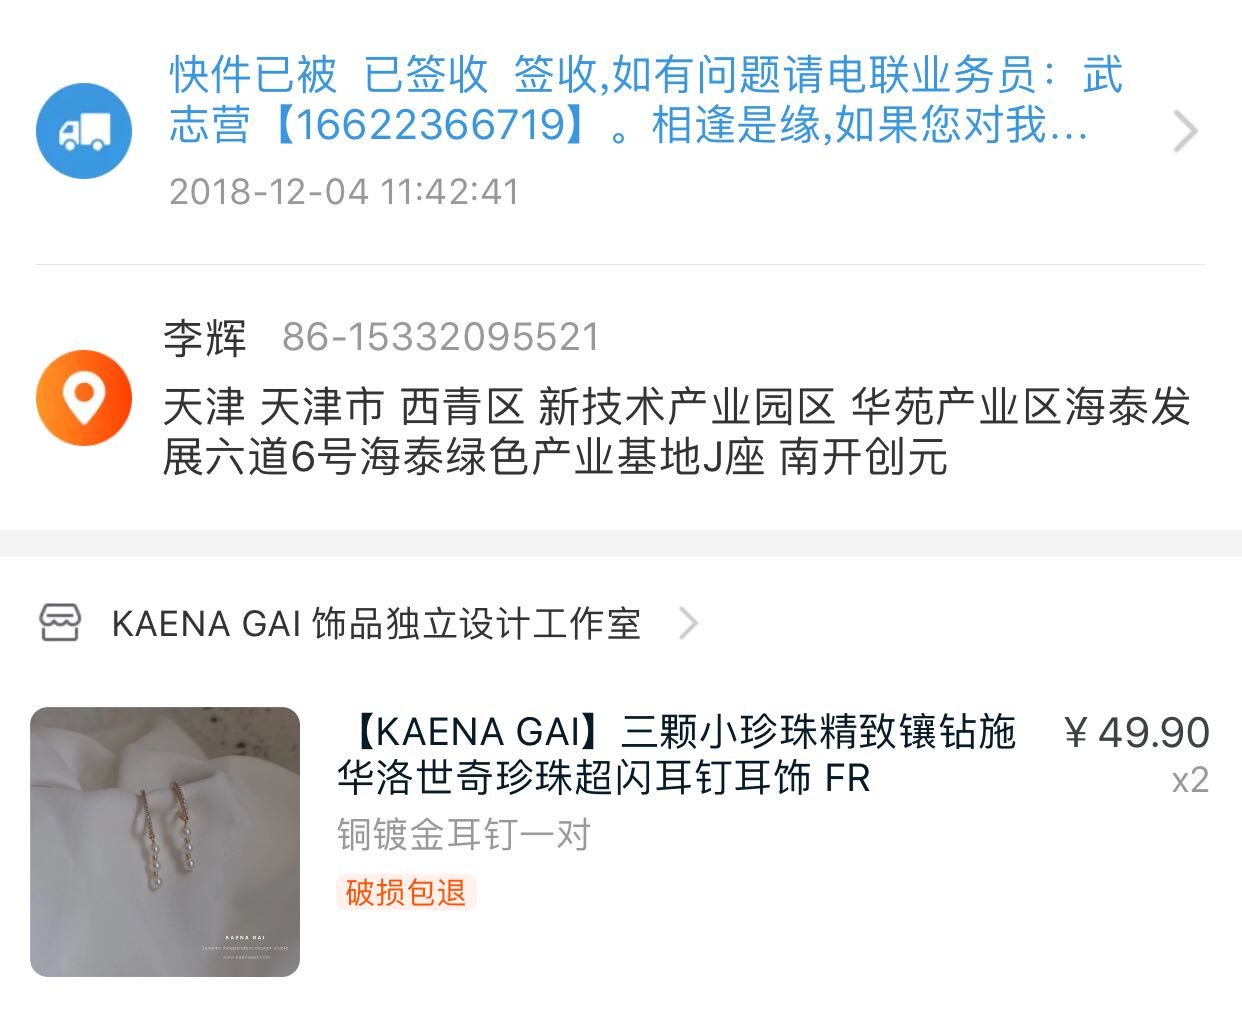 快件已被 已签收 签收,如有问题请电联业务员：武
志营【16622366719】。相逢是缘,如果您对我...
2018-12-04 11:42:41
李辉 86-15332095521
天津 天津市 西青区 新技术产业园区 华苑产业区海泰发
展六道6号海泰绿色产业基地J座 南开创元
KAENA GAI 饰品独立设计工作室
【KAENA GAI】三颗小珍珠精致镶钻施
华洛世奇珍珠超闪耳钉耳饰 FR
¥ 49.90
x2
铜镀金耳钉一对
破损包退
KAENA GAI
jewelry independent design studio
www.kaenagai.com